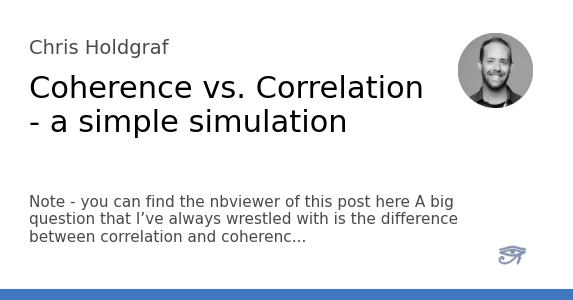 Chris Holdgraf
Coherence vs. Correlation
- a simple simulation
Note - you can find the nbviewer of this post here A big
question that I’ve always wrestled with is the difference
between correlation and coherenc...